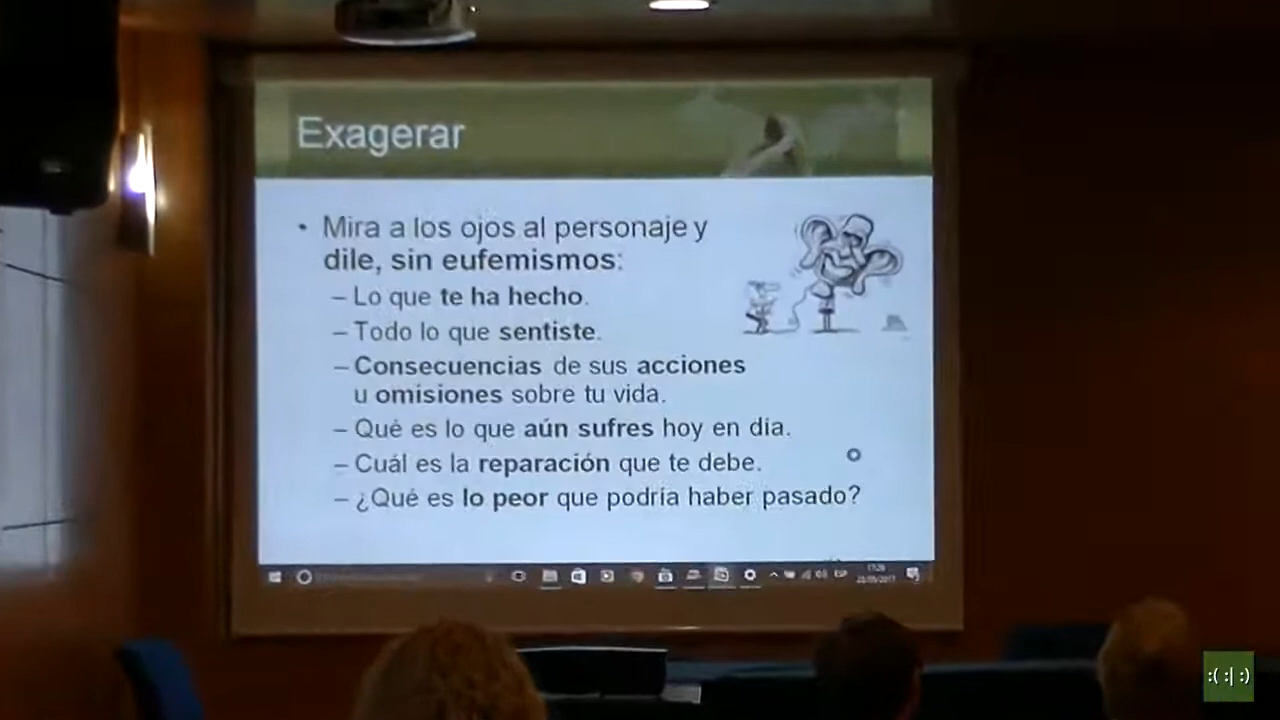 Exagerar
• Mira a los ojos al personaje y
dile, sin eufemismos:
– Lo que te ha hecho.
– Todo lo que sentiste.
– Consecuencias de sus acciones
u omisiones sobre tu vida.
– Qué es lo que aún sufres hoy en dia.
– Cuál es la reparación que te debe.
– ¿Qué es lo peor que podría haber pasado?
ESP
:( :| :)